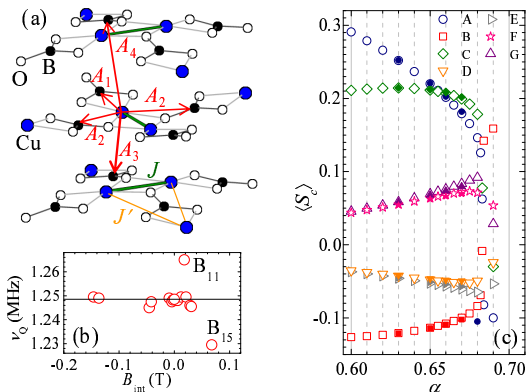 (a)
O
B
Cu
A4
A1
A2
A2
A3
J
J′
νQ (MHz)
1.26
1.25
1.24
1.23
B11
B15
(b)
-0.2 -0.1 0.0 0.1
Bint (T)
⟨Sc⟩
0.3
0.2
0.1
0.0
-0.1
A E
B F
C G
D
(c)
0.60 0.65 0.70
α